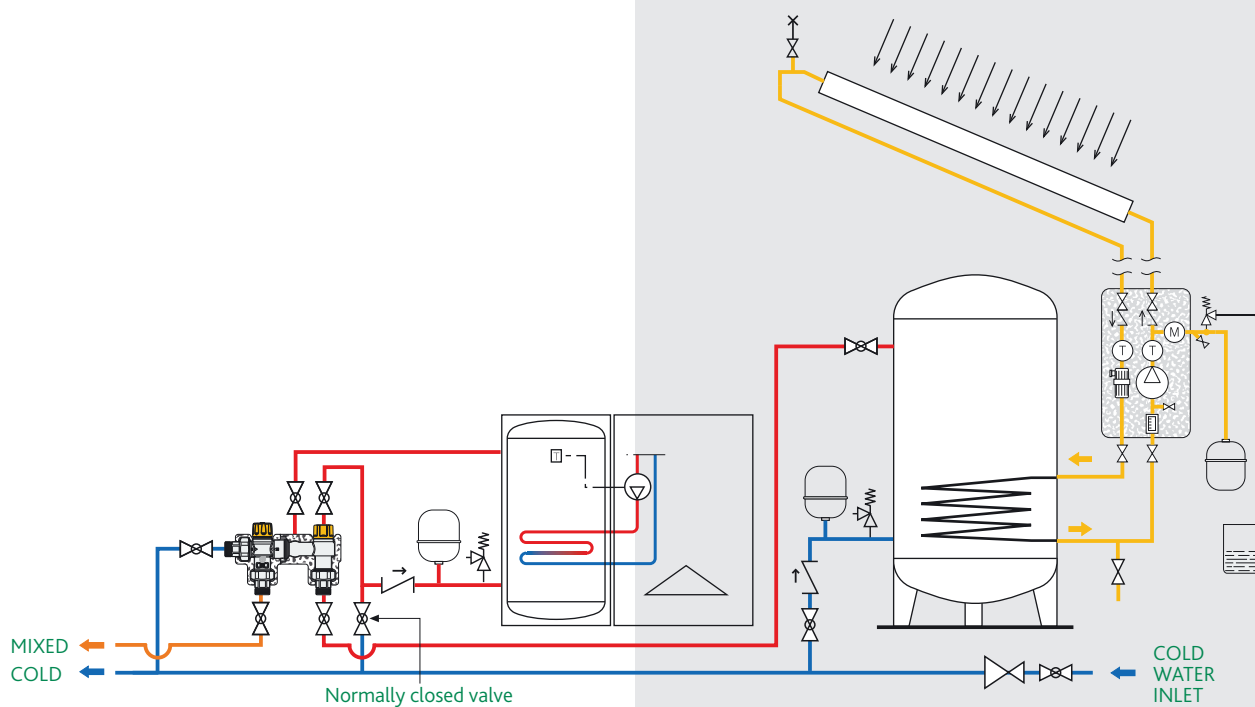 M
T
T
T
MIXED
COLD
Normally closed valve
COLD
WATER
INLET